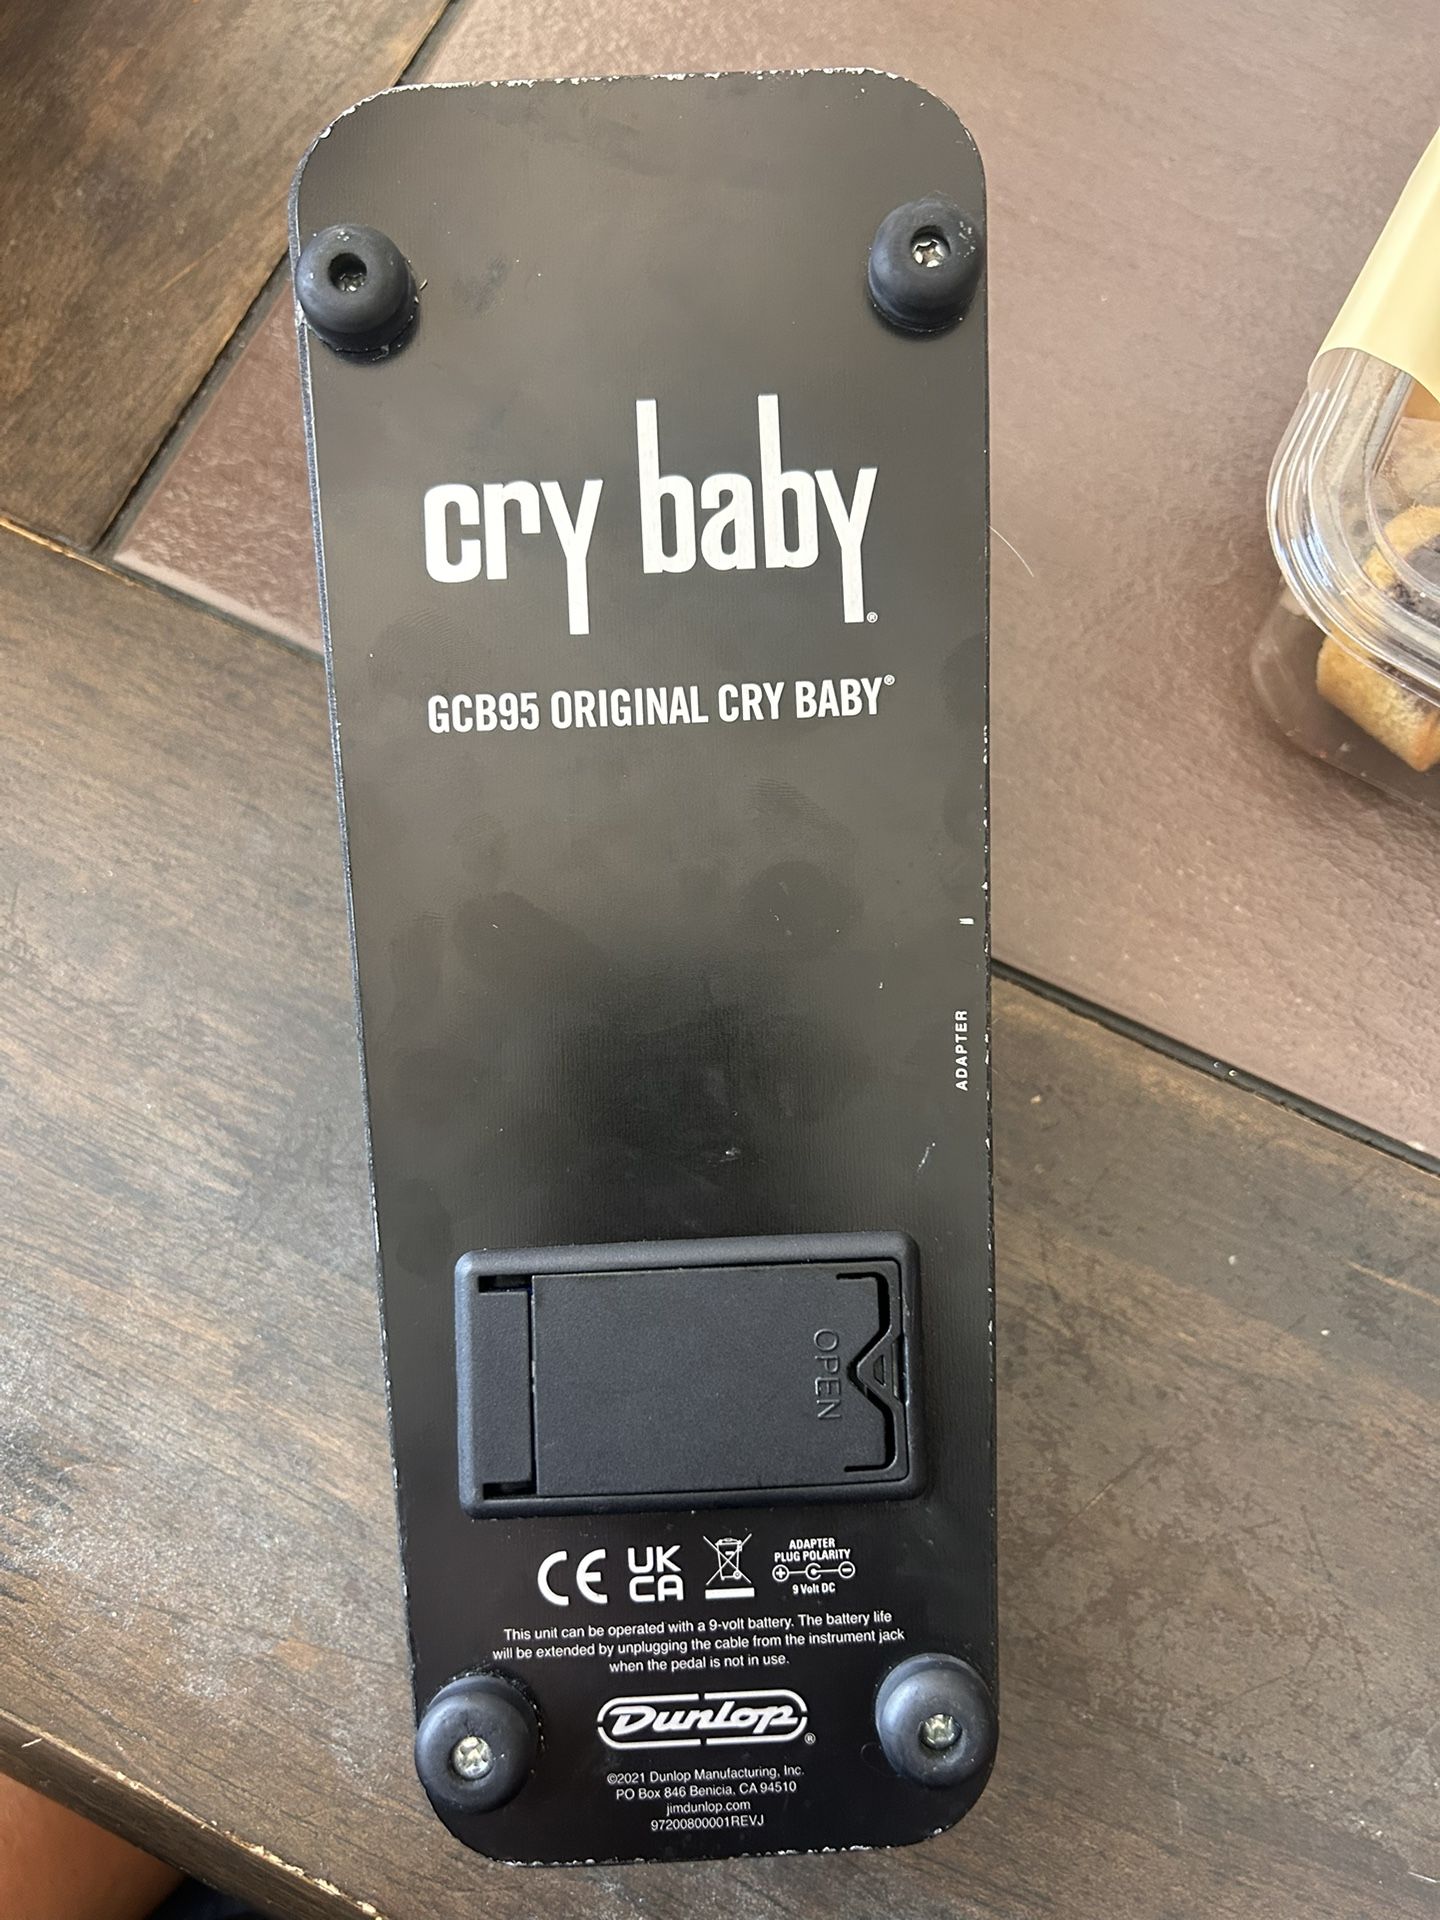 cry baby®
GCB95 ORIGINAL CRY BABY®
ADAPTER
OPEN
CE UK CA
ADAPTER
PLUG POLARITY
+ −
9 Volt DC
This unit can be operated with a 9-volt battery. The battery life
will be extended by unplugging the cable from the instrument jack
when the pedal is not in use.
Dunlop®
©2021 Dunlop Manufacturing, Inc.
PO Box 846 Benicia, CA 94510
jimdunlop.com
97200800001REVJ